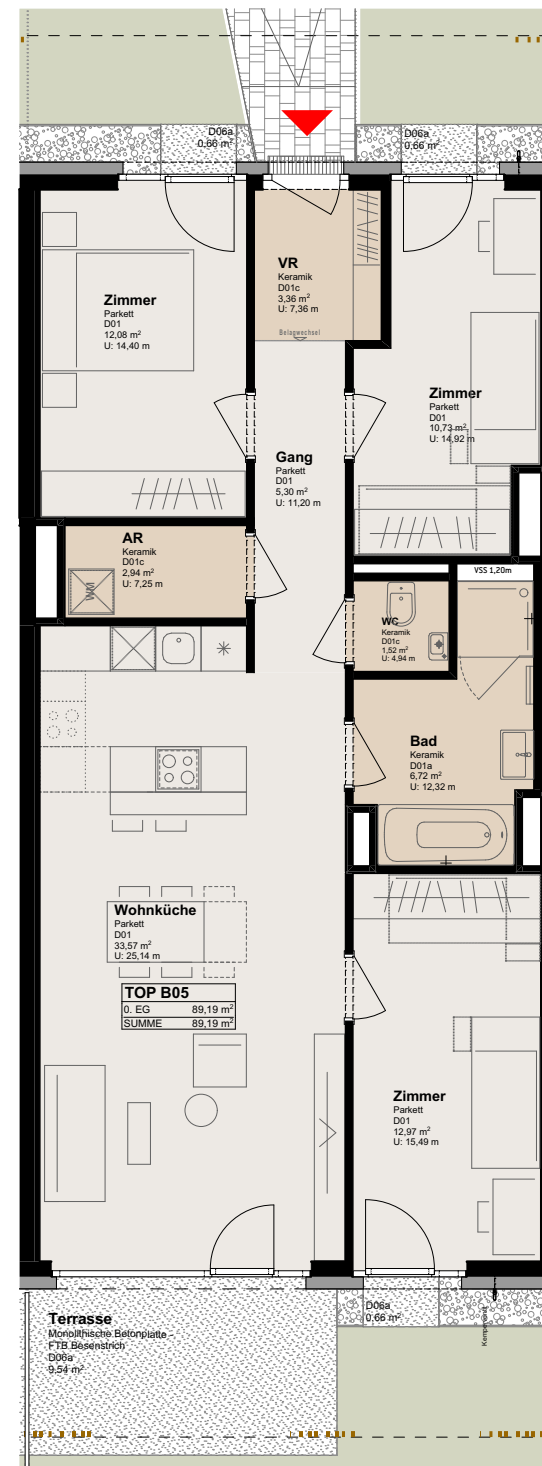 D06a
0,66 m²
D06a
0,66 m²
VR
Keramik
D01c
3,36 m²
U: 7,36 m
Belagwechsel
Zimmer
Parkett
D01
12,08 m²
U: 14,40 m
Zimmer
Parkett
D01
10,73 m²
U: 14,92 m
Gang
Parkett
D01
5,30 m²
U: 11,20 m
AR
Keramik
D01c
2,94 m²
U: 7,25 m
WM
VSS 1,20m
WC
Keramik
D01c
1,52 m²
U: 4,94 m
Bad
Keramik
D01a
6,72 m²
U: 12,32 m
Wohnküche
Parkett
D01
33,57 m²
U: 25,14 m
TOP B05
0. EG 89,19 m²
SUMME 89,19 m²
Zimmer
Parkett
D01
12,97 m²
U: 15,49 m
D06a
0,66 m²
Terrasse
Monolithische Betonplatte -
FTB Besenstrich
D06a
9,54 m²